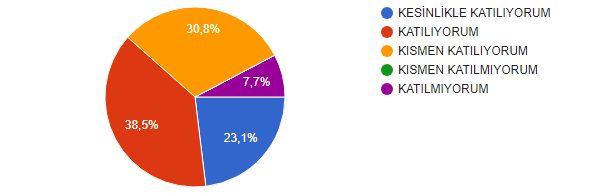 30,8%
7,7%
38,5%
23,1%
KESİNLİKLE KATILIYORUM
KATILIYORUM
KISMEN KATILIYORUM
KISMEN KATILMIYORUM
KATILMIYORUM